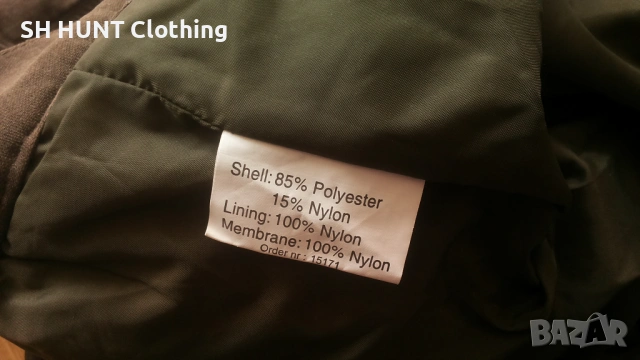 SH HUNT Clothing
Shell: 85% Polyester
15% Nylon
Lining: 100% Nylon
Membrane: 100% Nylon
Order nr.: 15171
BAZAR